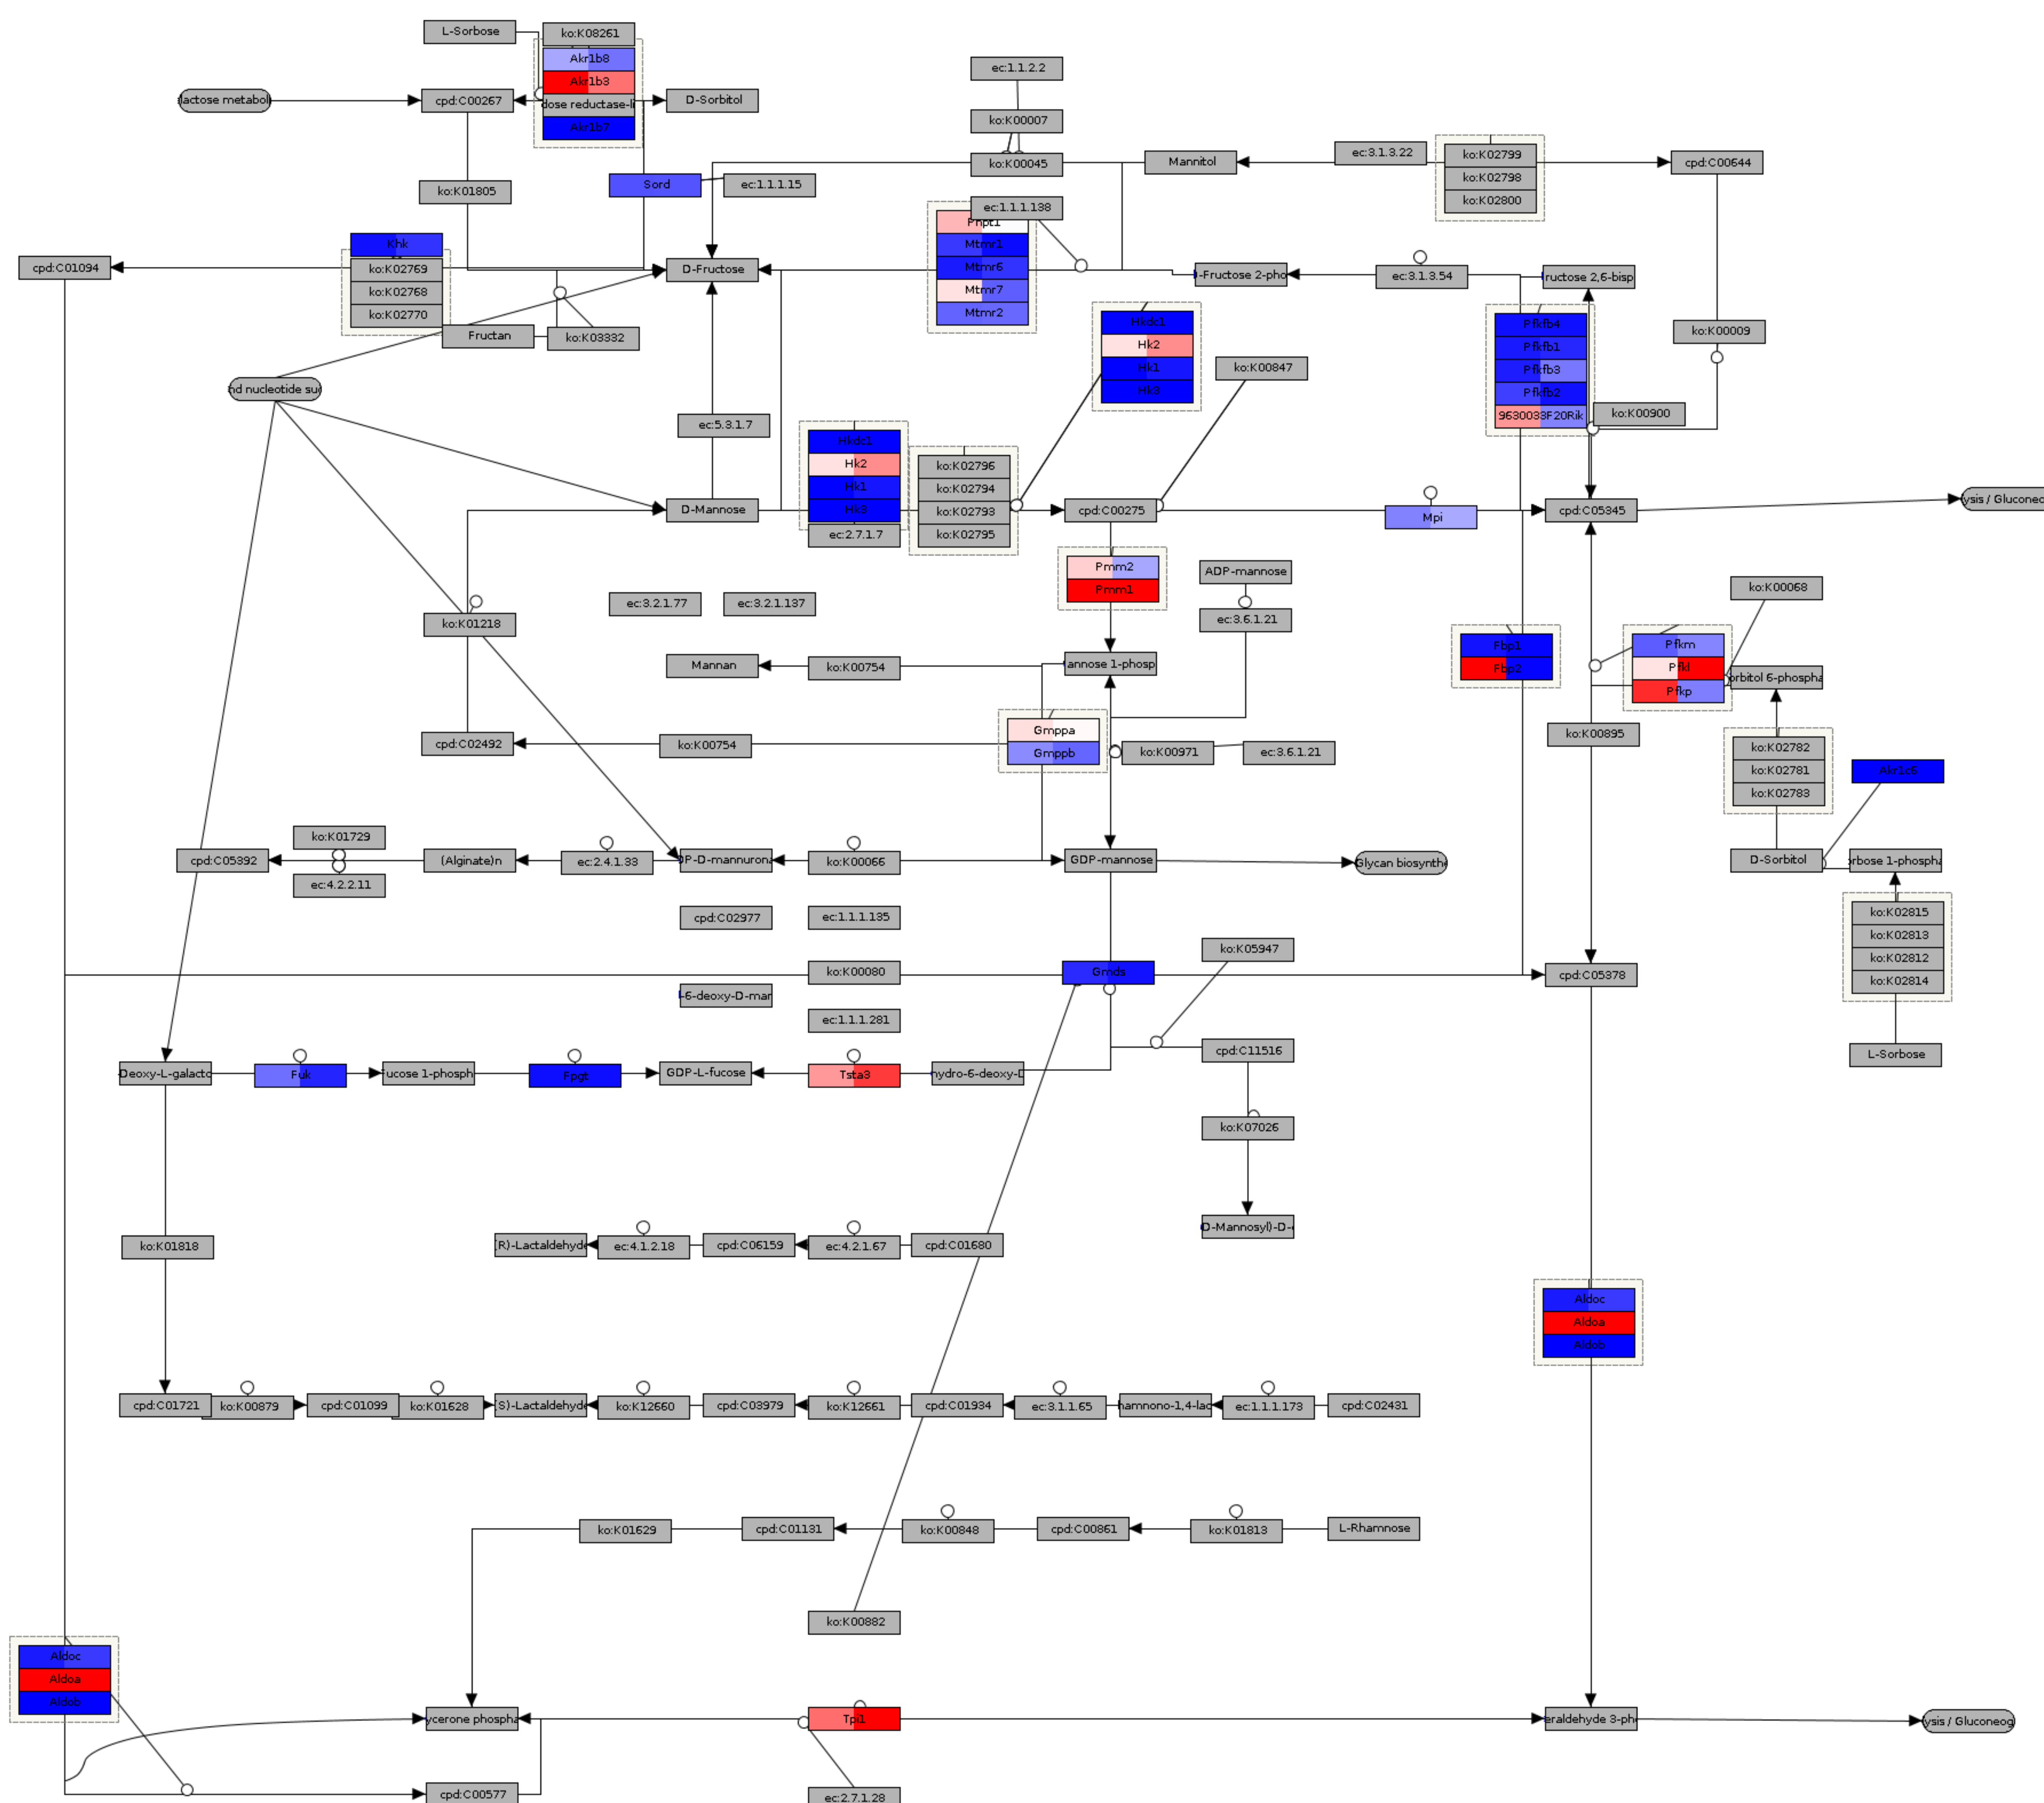 L-Sorbose
ko:K08261
Akr1b8
Akr1b3
dose reductase-li
Akr1b7
lactose metaboli
cpd:C00267
D-Sorbitol
ec:1.1.2.2
ko:K00007
ko:K00045
Mannitol
ec:3.1.3.22
ko:K02799
ko:K02798
ko:K02800
cpd:C00644
ko:K01805
Sord
ec:1.1.1.15
ec:1.1.1.138
Phpt1
Mtmr1
Mtmr6
Mtmr7
Mtmr2
Khk
ko:K02769
ko:K02768
ko:K02770
cpd:C01094
D-Fructose
-Fructose 2-pho
ec:3.1.3.54
ructose 2,6-bisp
Fructan
ko:K03332
Hkdc1
Hk2
Hk1
Hk3
ko:K00847
Pfkfb4
Pfkfb1
Pfkfb3
Pfkfb2
9630033F20Rik
ko:K00009
ko:K00900
nd nucleotide sug
ec:5.3.1.7
Hkdc1
Hk2
Hk1
Hk3
ec:2.7.1.7
ko:K02796
ko:K02794
ko:K02793
ko:K02795
D-Mannose
cpd:C00275
Mpi
cpd:C05345
ysis / Gluconeo
Pmm2
Pmm1
ADP-mannose
ec:3.6.1.21
ko:K00068
ec:3.2.1.77
ec:3.2.1.137
ko:K01218
Mannan
ko:K00754
annose 1-phosp
Fbp1
Fbp2
Pfkm
Pfkl
Pfkp
orbitol 6-phospha
Gmppa
Gmppb
cpd:C02492
ko:K00754
ko:K00971
ec:3.6.1.21
ko:K00895
ko:K02782
ko:K02781
ko:K02783
Akr1c6
ko:K01729
cpd:C05392
ec:4.2.2.11
(Alginate)n
ec:2.4.1.33
DP-D-mannurona
ko:K00066
GDP-mannose
Glycan biosynthe
D-Sorbitol
orbose 1-phospha
cpd:C02977
ec:1.1.1.135
ko:K02815
ko:K02813
ko:K02812
ko:K02814
ko:K05947
ko:K00080
Gmds
cpd:C05378
-6-deoxy-D-man
ec:1.1.1.281
cpd:C11516
L-Sorbose
Deoxy-L-galacto
Fuk
ucose 1-phosph
Fpgt
GDP-L-fucose
Tsta3
hydro-6-deoxy-D
ko:K07026
D-Mannosyl)-D-
ko:K01818
(R)-Lactaldehyde
ec:4.1.2.18
cpd:C06159
ec:4.2.1.67
cpd:C01680
Aldoc
Aldoa
Aldob
cpd:C01721
ko:K00879
cpd:C01099
ko:K01628
(S)-Lactaldehyde
ko:K12660
cpd:C03979
ko:K12661
cpd:C01934
ec:3.1.1.65
hamnono-1,4-lac
ec:1.1.1.173
cpd:C02431
ko:K01629
cpd:C01131
ko:K00848
cpd:C00861
ko:K01813
L-Rhamnose
ko:K00882
Aldoc
Aldoa
Aldob
ycerone phospha
Tpi1
eraldehyde 3-pho
ysis / Gluconeog
cpd:C00577
ec:2.7.1.28